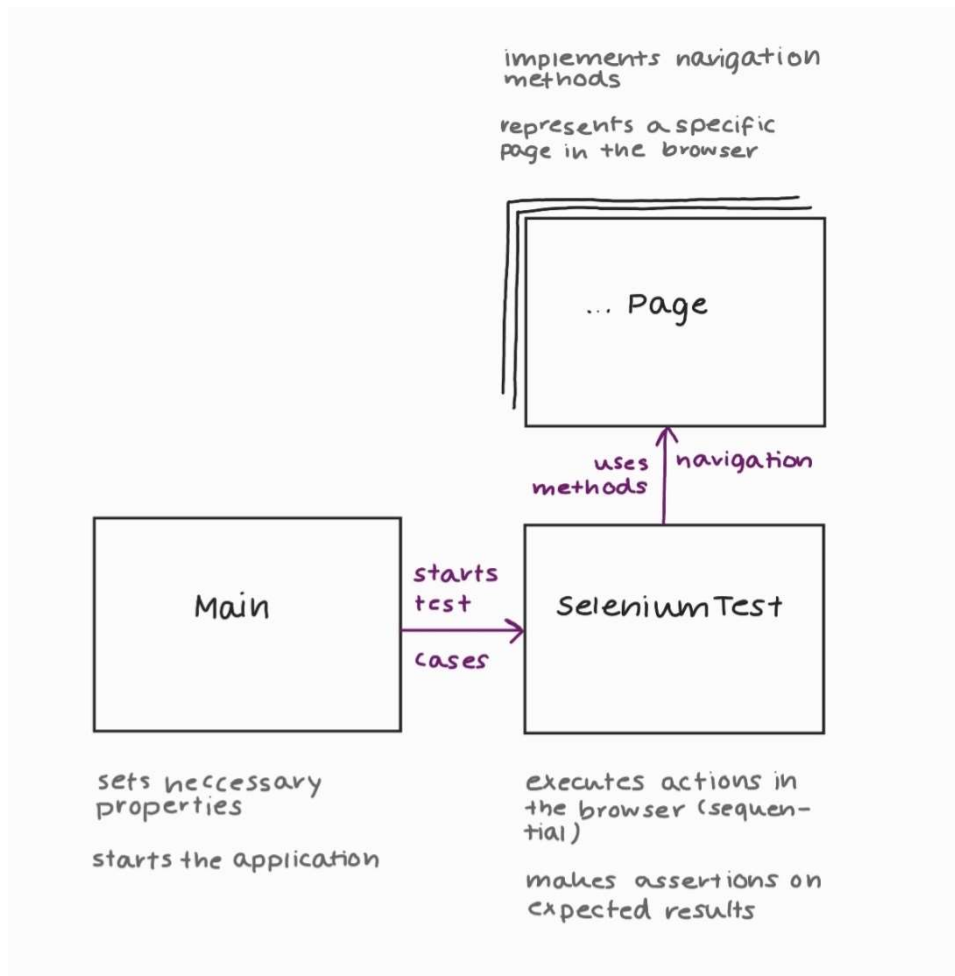 implements navigation
methods
represents a specific
page in the browser
... Page
uses navigation
methods
Main
starts
test
cases
SeleniumTest
sets neccessary
properties
starts the application
executes actions in
the browser (sequen-
tial)
makes assertions on
expected results